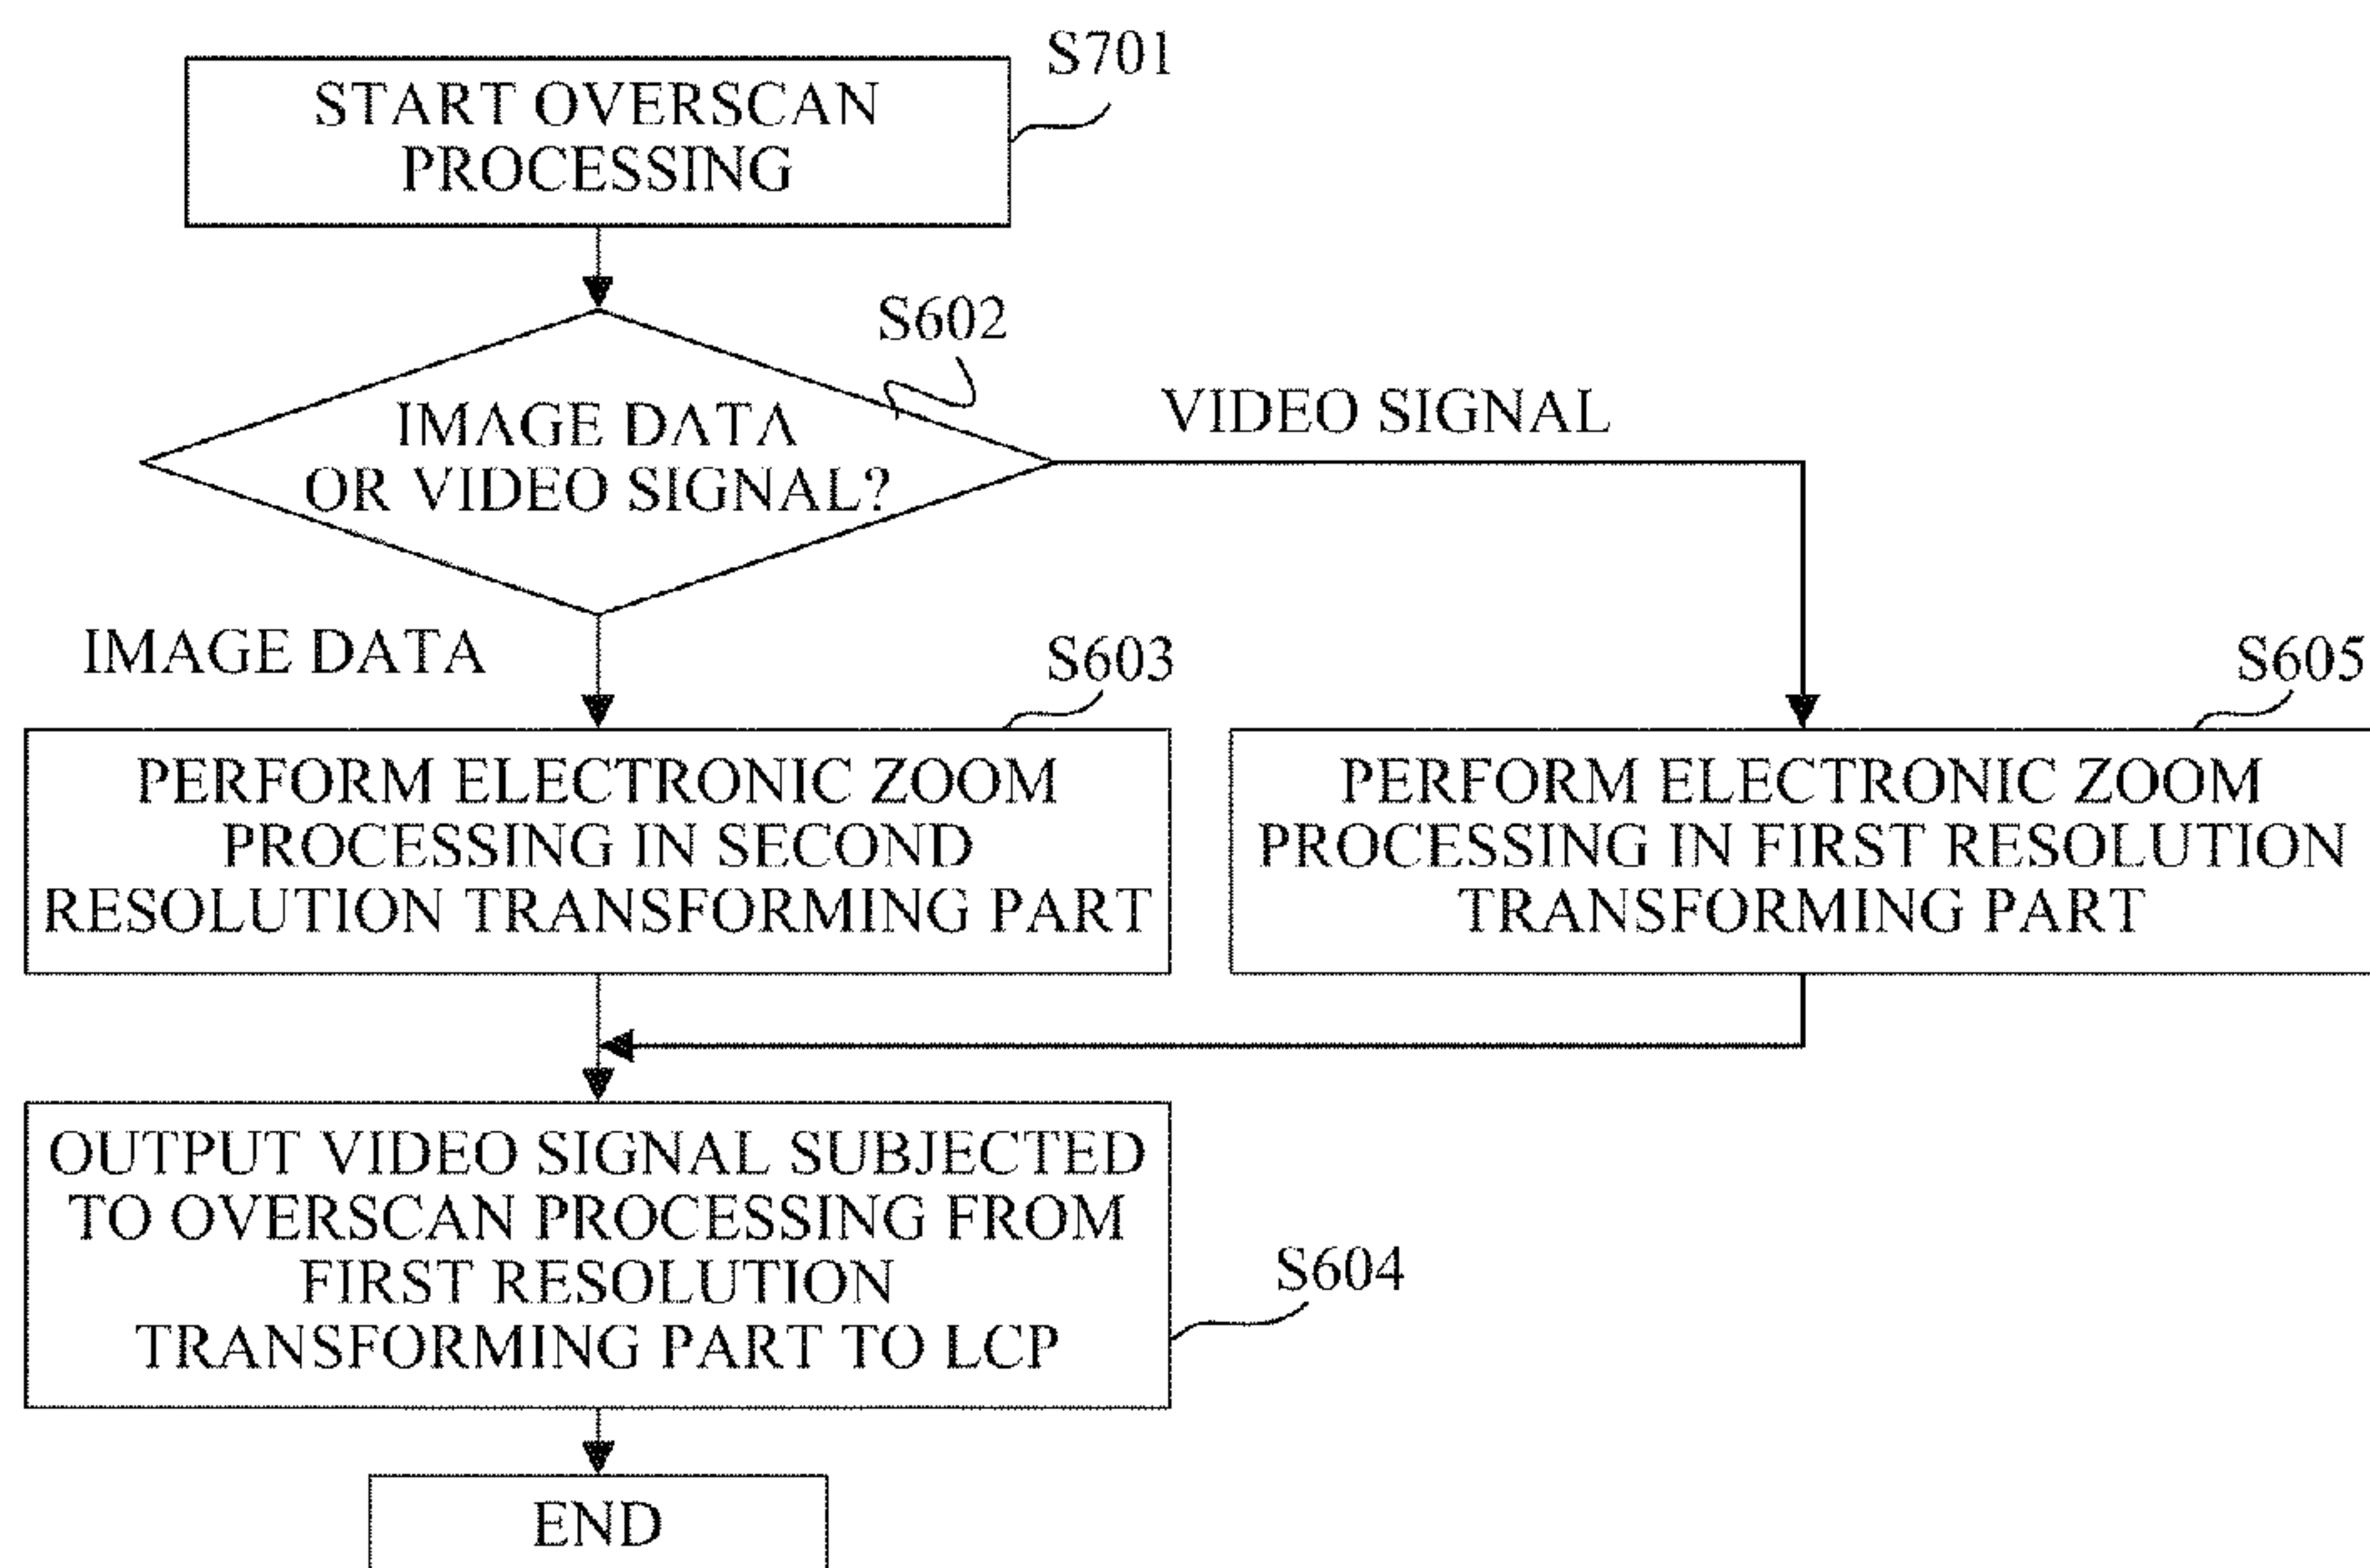 S701
START OVERSCAN
PROCESSING
S602
IMAGE DATA
OR VIDEO SIGNAL?
VIDEO SIGNAL
IMAGE DATA
S603
PERFORM ELECTRONIC ZOOM
PROCESSING IN SECOND
RESOLUTION TRANSFORMING PART
S605
PERFORM ELECTRONIC ZOOM
PROCESSING IN FIRST RESOLUTION
TRANSFORMING PART
OUTPUT VIDEO SIGNAL SUBJECTED
TO OVERSCAN PROCESSING FROM
FIRST RESOLUTION
TRANSFORMING PART TO LCP
S604
END